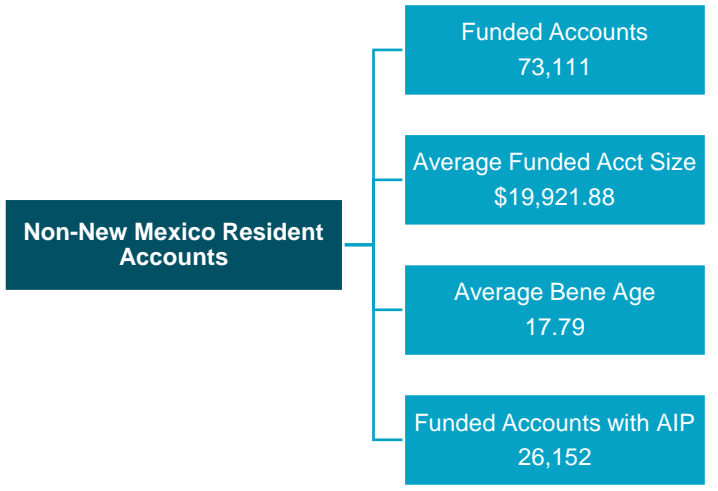 Non-New Mexico Resident
Accounts
Funded Accounts
73,111
Average Funded Acct Size
$19,921.88
Average Bene Age
17.79
Funded Accounts with AIP
26,152